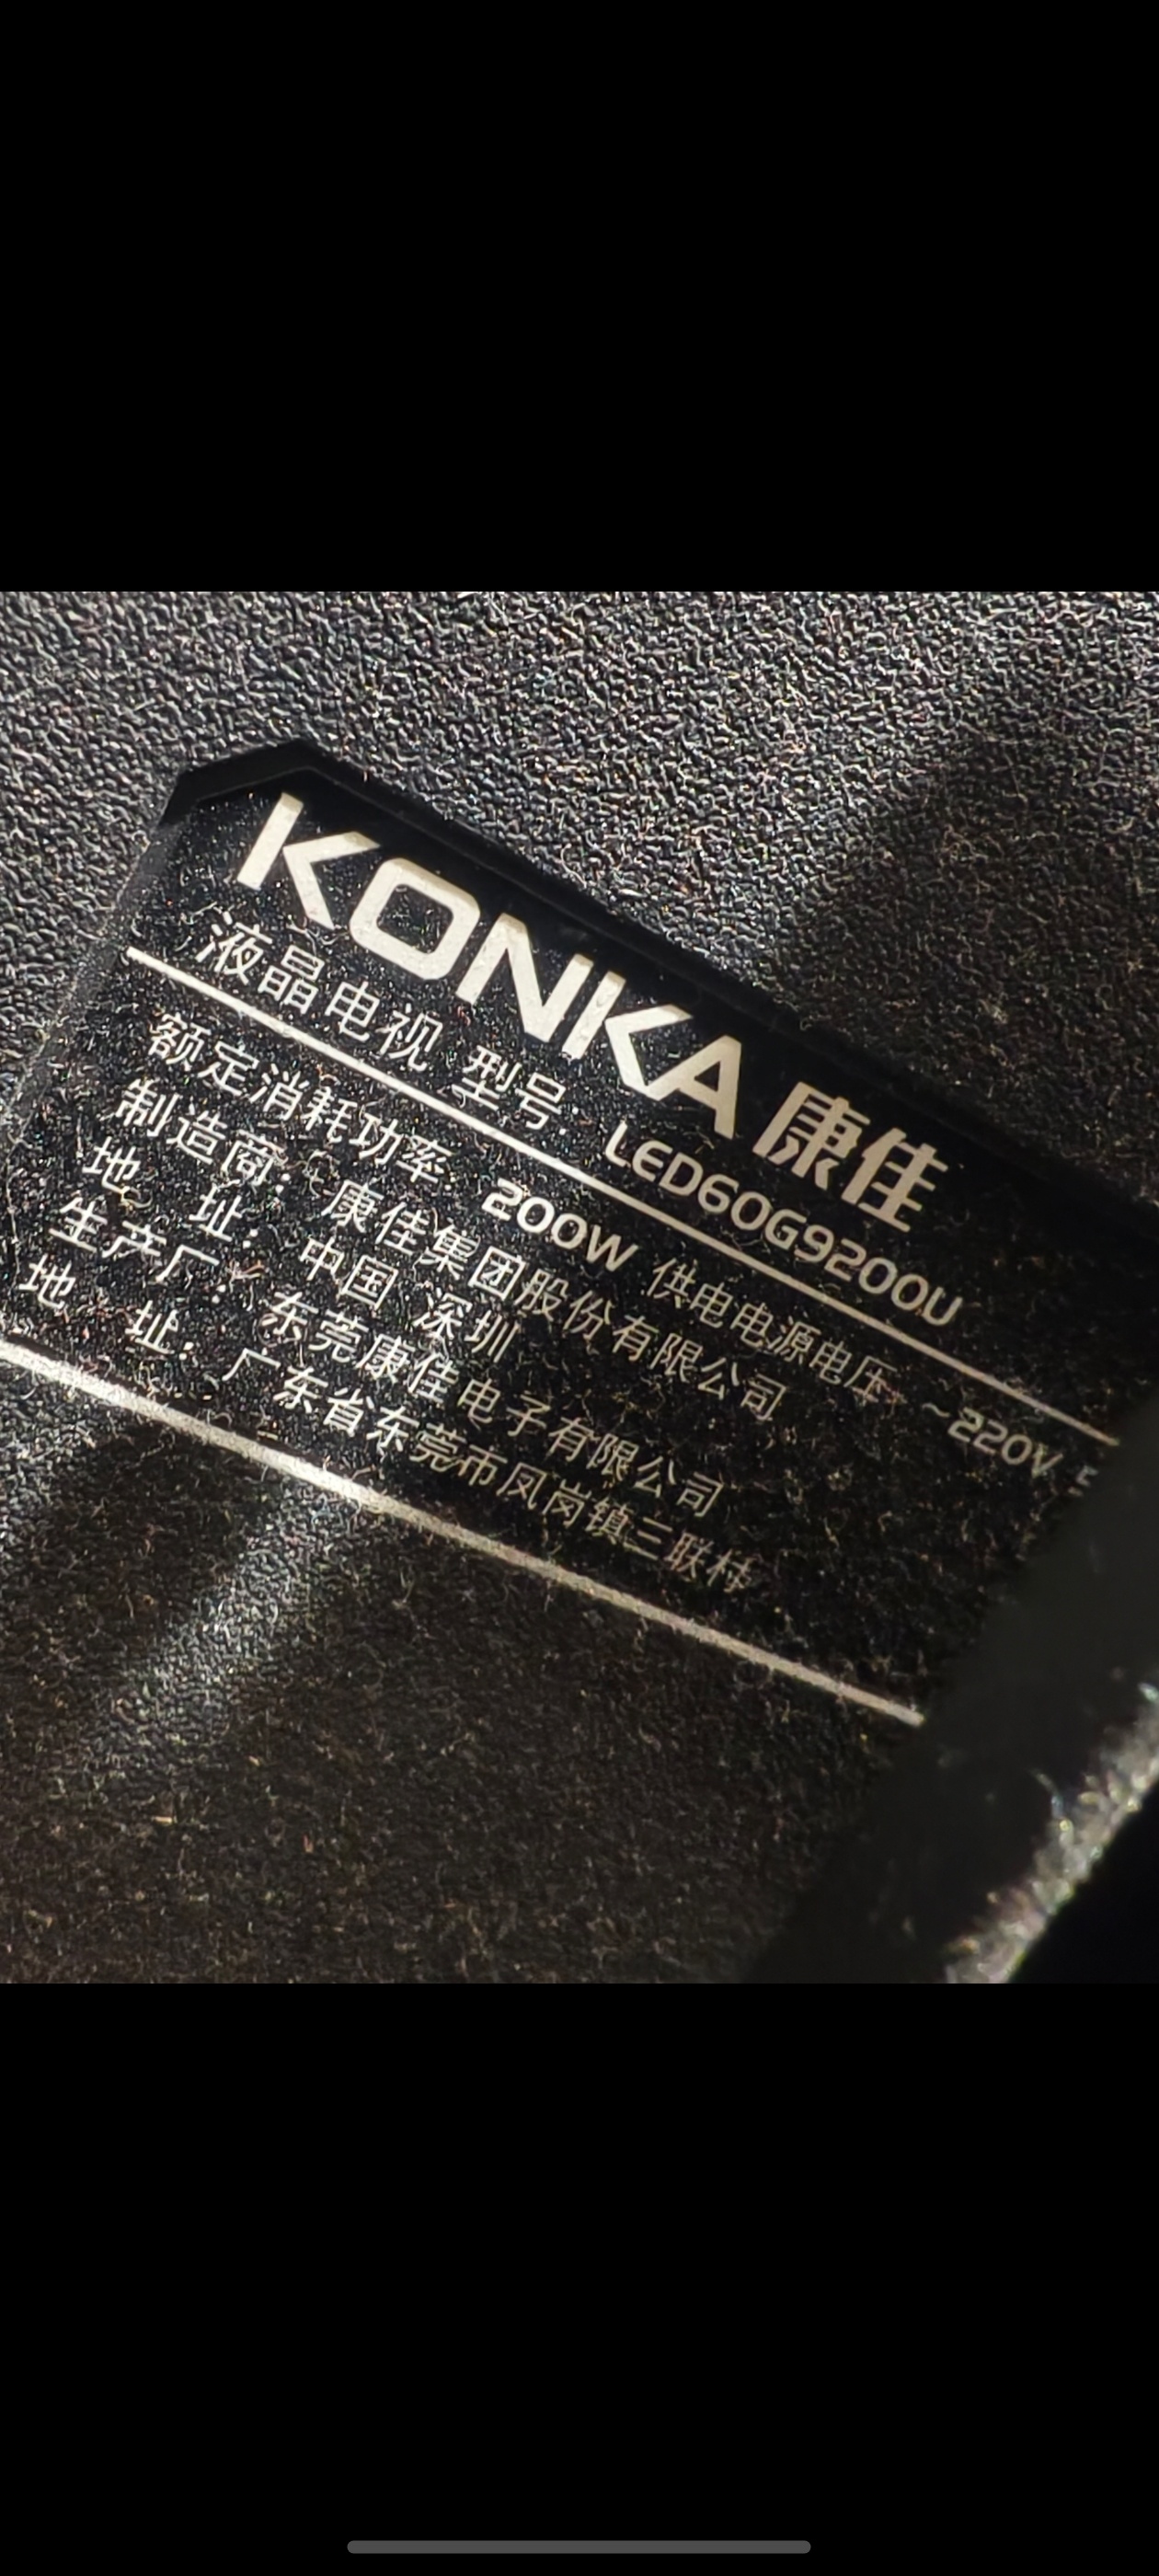 KONKA 康佳
液晶电视 型号: LED60G9200U
额定消耗功率 200W 供电电源电压 ~220V
制造商: 康佳集团股份有限公司
地 址: 中国 深圳
生产厂: 东莞康佳电子有限公司
地 址: 广东省东莞市凤岗镇三联村